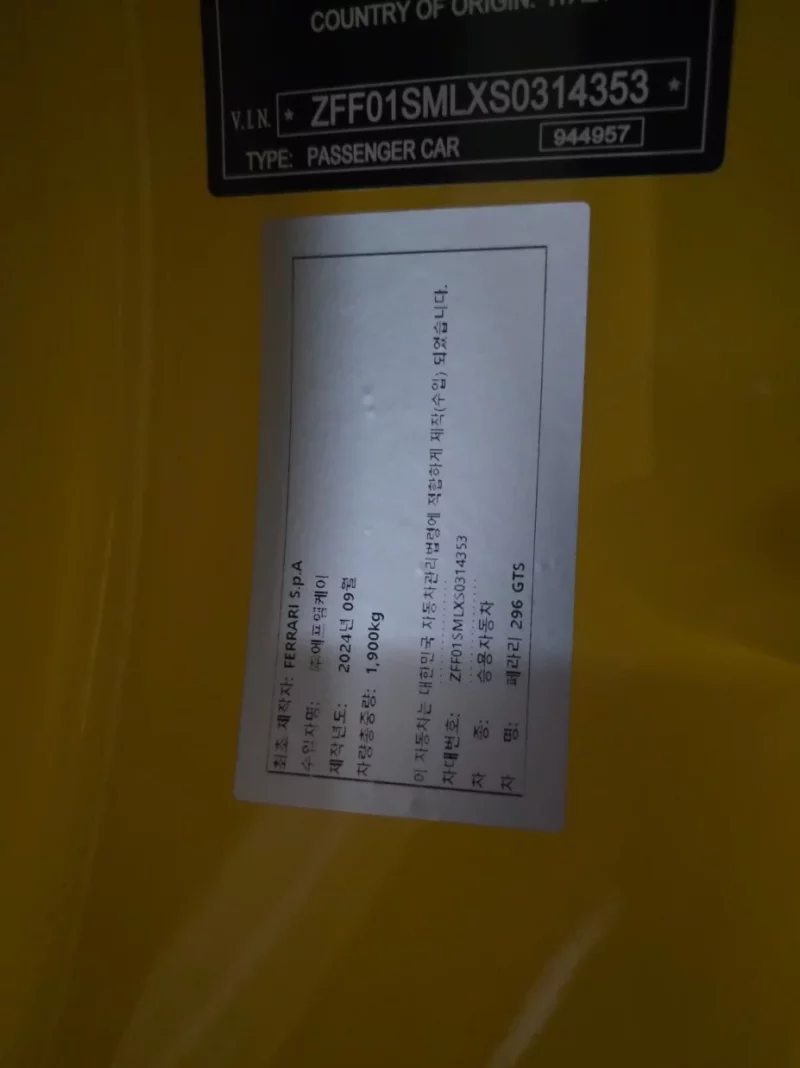 COUNTRY OF ORIGIN: ITALY
V.I.N. * ZFF01SMLXS0314353 *
TYPE: PASSENGER CAR 944957
최초 제작자: FERRARI S.p.A
수입자명: ㈜에프엠케이
제작년도: 2024년 09월
차량총중량: 1,900kg
이 자동차는 대한민국 자동차관리법령에 적합하게 제작(수입) 되었습니다.
차대번호: ZFF01SMLXS0314353
차 종: 승용자동차
차 명: 페라리 296 GTS